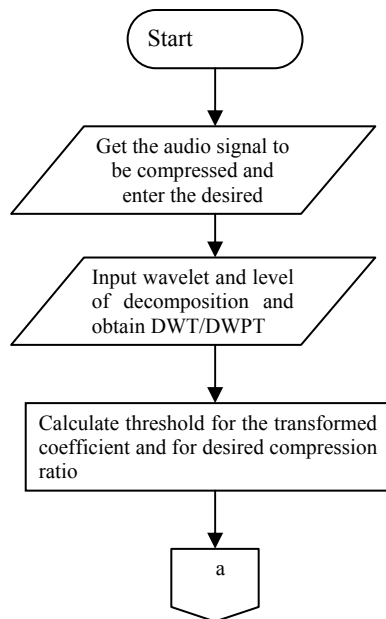 Start
Get the audio signal to
be compressed and
enter the desired
Input wavelet and level
of decomposition and
obtain DWT/DWPT
Calculate threshold for the transformed
coefficient and for desired compression
ratio
a